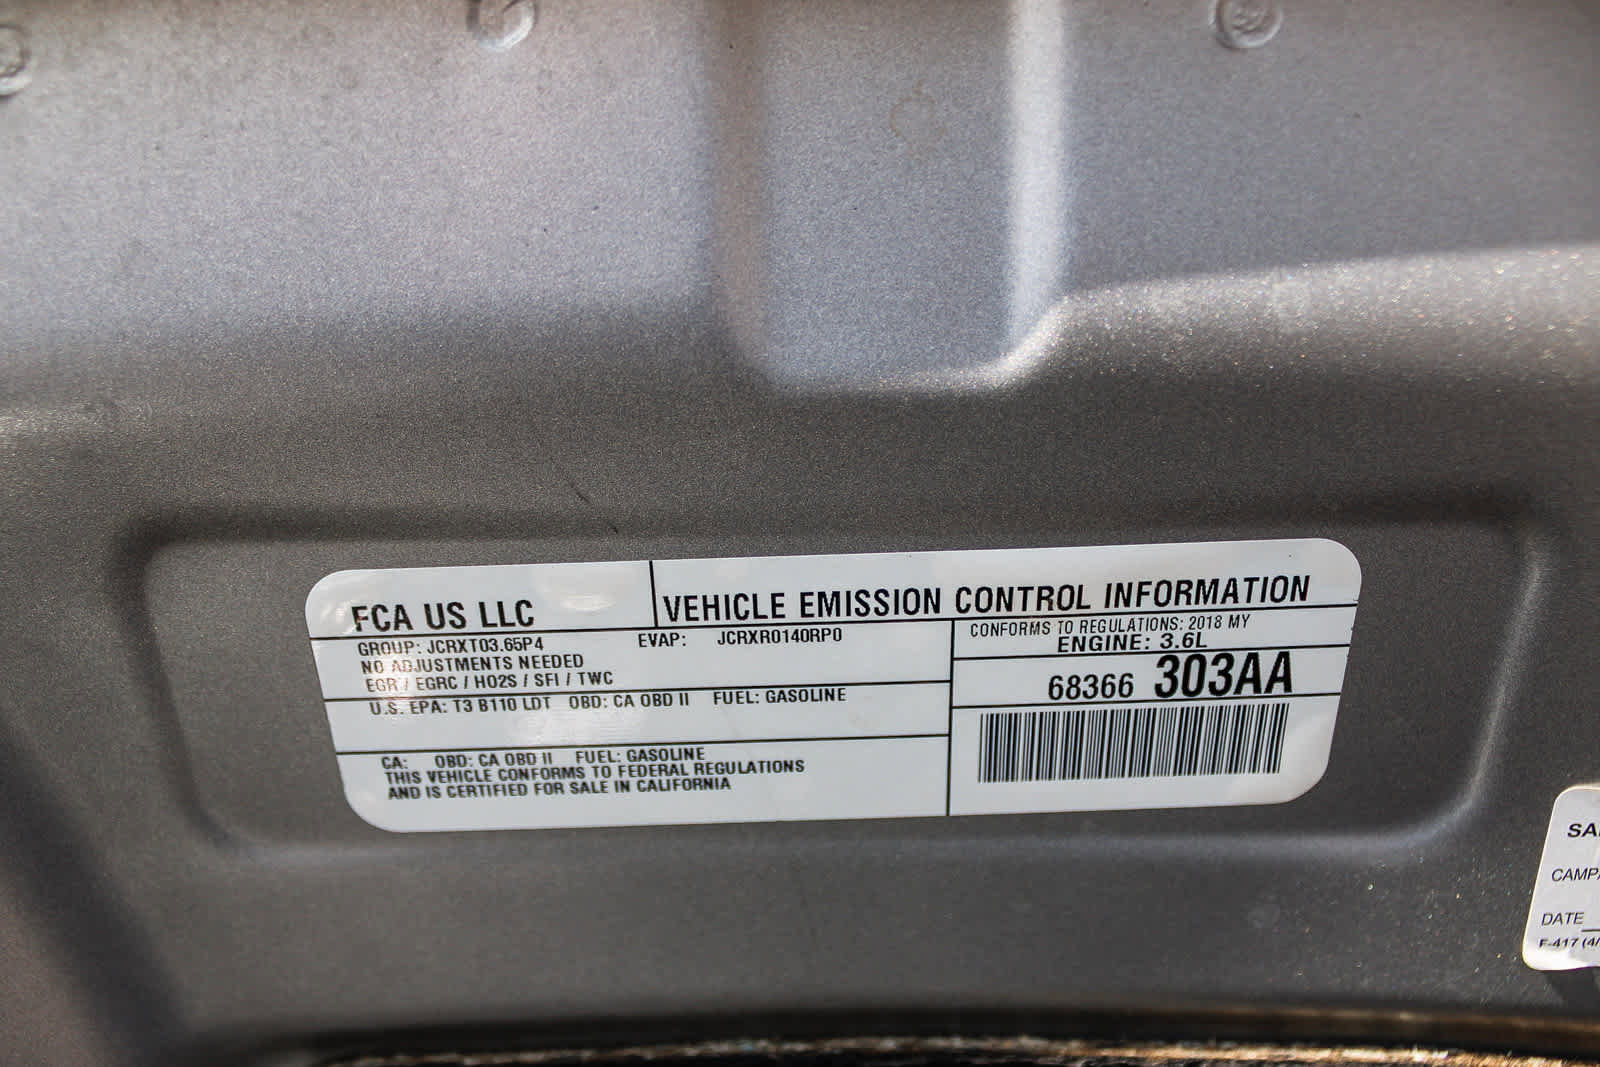 FCA US LLC
VEHICLE EMISSION CONTROL INFORMATION
GROUP: JCRXT03.65P4 EVAP: JCRXR0140RP0
NO ADJUSTMENTS NEEDED
EGR / EGRC / HO2S / SFI / TWC
CONFORMS TO REGULATIONS: 2018 MY
ENGINE: 3.6L
68366 303AA
U.S. EPA: T3 B110 LDT OBD: CA OBD II FUEL: GASOLINE
CA: OBD: CA OBD II FUEL: GASOLINE
THIS VEHICLE CONFORMS TO FEDERAL REGULATIONS
AND IS CERTIFIED FOR SALE IN CALIFORNIA
DATE
F-417 (4/